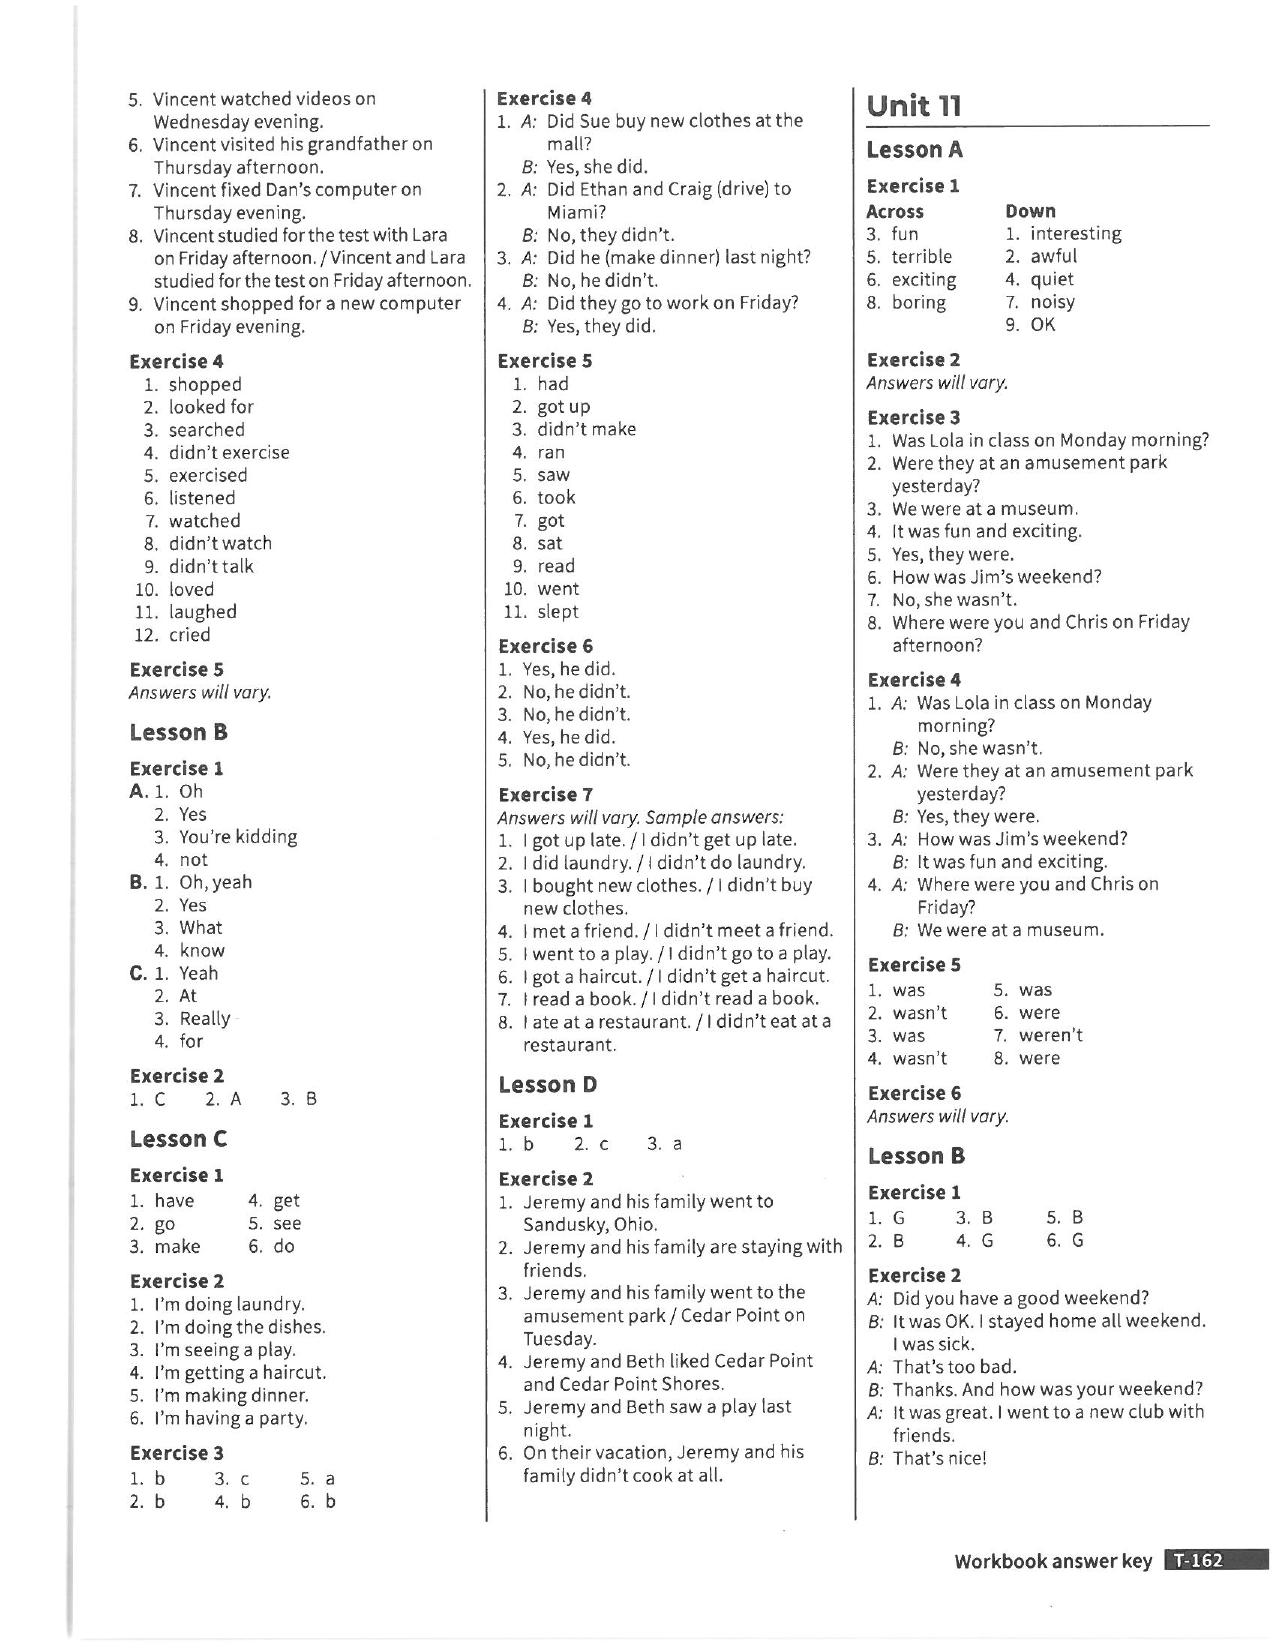 5. Vincent watched videos on
Wednesday evening.
6. Vincent visited his grandfather on
Thursday afternoon.
7. Vincent fixed Dan's computer on
Thursday evening.
8. Vincent studied for the test with Lara
on Friday afternoon. / Vincent and Lara
studied for the test on Friday afternoon.
9. Vincent shopped for a new computer
on Friday evening.
Exercise 4
1. shopped
2. looked for
3. searched
4. didn't exercise
5. exercised
6. listened
7. watched
8. didn't watch
9. didn't talk
10. loved
11. laughed
12. cried
Exercise 5
Answers will vary.
Lesson B
Exercise 1
A. 1. Oh
2. Yes
3. You're kidding
4. not
B. 1. Oh, yeah
2. Yes
3. What
4. know
C. 1. Yeah
2. At
3. Really
4. for
Exercise 2
1. C 2. A 3. B
Lesson C
Exercise 1
1. have 4. get
2. go 5. see
3. make 6. do
Exercise 2
1. I'm doing laundry.
2. I'm doing the dishes.
3. I'm seeing a play.
4. I'm getting a haircut.
5. I'm making dinner.
6. I'm having a party.
Exercise 3
1. b 3. c 5. a
2. b 4. b 6. b
Exercise 4
1. A: Did Sue buy new clothes at the
mall?
B: Yes, she did.
2. A: Did Ethan and Craig (drive) to
Miami?
B: No, they didn't.
3. A: Did he (make dinner) last night?
B: No, he didn't.
4. A: Did they go to work on Friday?
B: Yes, they did.
Exercise 5
1. had
2. got up
3. didn't make
4. ran
5. saw
6. took
7. got
8. sat
9. read
10. went
11. slept
Exercise 6
1. Yes, he did.
2. No, he didn't.
3. No, he didn't.
4. Yes, he did.
5. No, he didn't.
Exercise 7
Answers will vary. Sample answers:
1. I got up late. / I didn't get up late.
2. I did laundry. / I didn't do laundry.
3. I bought new clothes. / I didn't buy
new clothes.
4. I met a friend. / I didn't meet a friend.
5. I went to a play. / I didn't go to a play.
6. I got a haircut. / I didn't get a haircut.
7. I read a book. / I didn't read a book.
8. I ate at a restaurant. / I didn't eat at a
restaurant.
Lesson D
Exercise 1
1. b 2. c 3. a
Exercise 2
1. Jeremy and his family went to
Sandusky, Ohio.
2. Jeremy and his family are staying with
friends.
3. Jeremy and his family went to the
amusement park / Cedar Point on
Tuesday.
4. Jeremy and Beth liked Cedar Point
and Cedar Point Shores.
5. Jeremy and Beth saw a play last
night.
6. On their vacation, Jeremy and his
family didn't cook at all.
Unit 11
Lesson A
Exercise 1
Across Down
3. fun 1. interesting
5. terrible 2. awful
6. exciting 4. quiet
8. boring 7. noisy
9. OK
Exercise 2
Answers will vary.
Exercise 3
1. Was Lola in class on Monday morning?
2. Were they at an amusement park
yesterday?
3. We were at a museum.
4. It was fun and exciting.
5. Yes, they were.
6. How was Jim's weekend?
7. No, she wasn't.
8. Where were you and Chris on Friday
afternoon?
Exercise 4
1. A: Was Lola in class on Monday
morning?
B: No, she wasn't.
2. A: Were they at an amusement park
yesterday?
B: Yes, they were.
3. A: How was Jim's weekend?
B: It was fun and exciting.
4. A: Where were you and Chris on
Friday?
B: We were at a museum.
Exercise 5
1. was 5. was
2. wasn't 6. were
3. was 7. weren't
4. wasn't 8. were
Exercise 6
Answers will vary.
Lesson B
Exercise 1
1. G 3. B 5. B
2. B 4. G 6. G
Exercise 2
A: Did you have a good weekend?
B: It was OK. I stayed home all weekend.
I was sick.
A: That's too bad.
B: Thanks. And how was your weekend?
A: It was great. I went to a new club with
friends.
B: That's nice!
Workbook answer key T-162